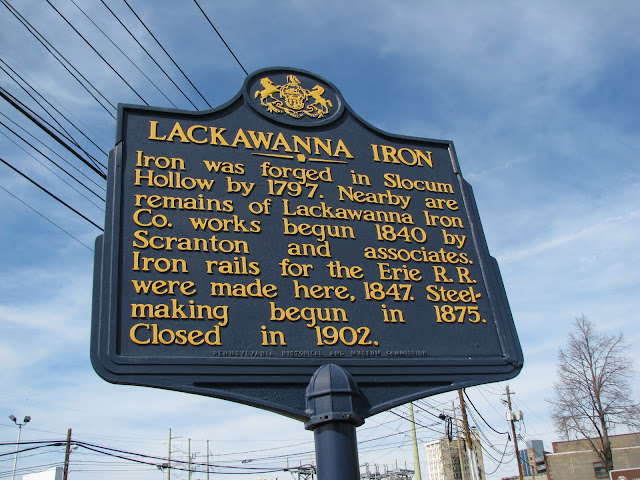 LACKAWANNA IRON
Iron was forged in Slocum
Hollow by 1797. Nearby are
remains of Lackawanna Iron
Co. works begun 1840 by
Scranton and associates.
Iron rails for the Erie R.R.
were made here, 1847. Steel-
making begun in 1875.
Closed in 1902.
PENNSYLVANIA HISTORICAL AND MUSEUM COMMISSION